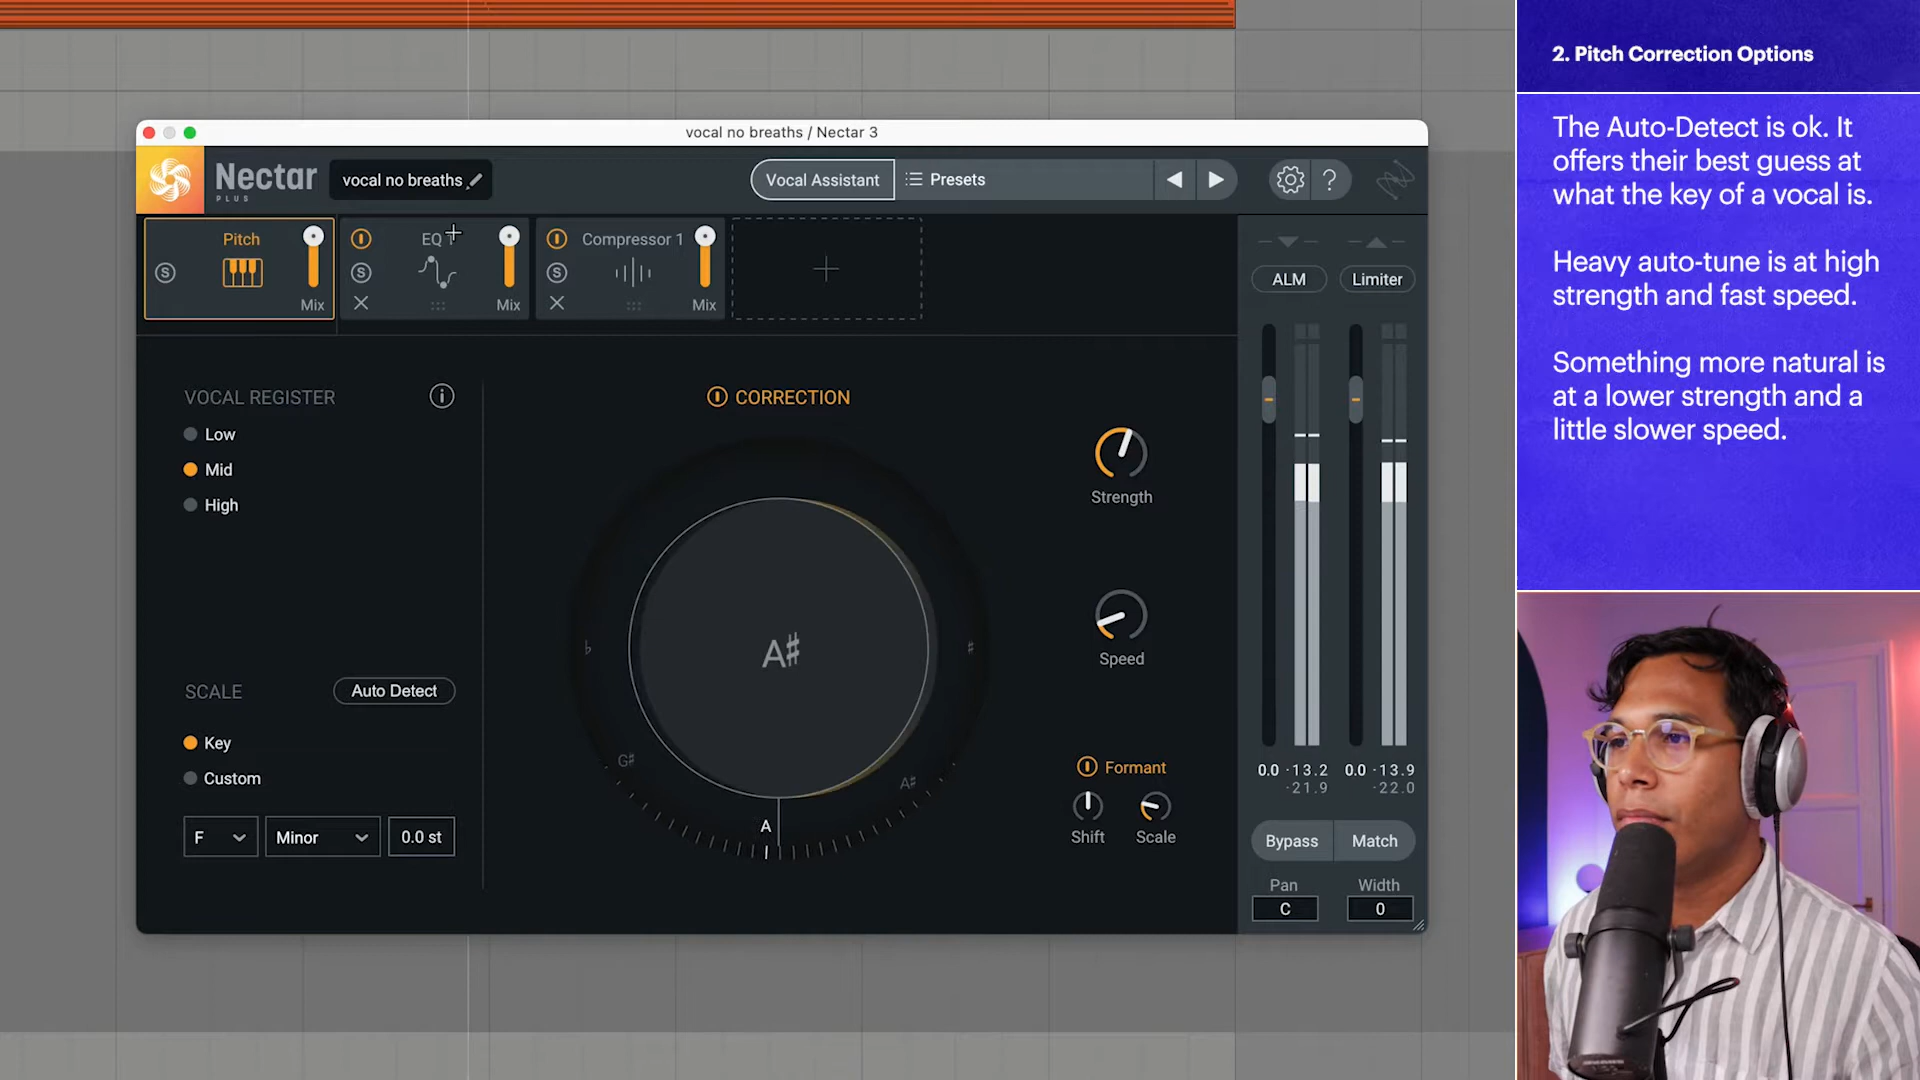 vocal no breaths / Nectar 3
Nectar
PLUS
vocal no breaths
Vocal Assistant
Presets
?
Pitch
S
Mix
EQ 1
S
Mix
Compressor 1
S
Mix
ALM
Limiter
VOCAL REGISTER
Low
Mid
High
CORRECTION
Strength
Speed
A♯
♭
♯
G♯
A♯
A
SCALE
Auto Detect
Key
Custom
F
Minor
0.0 st
Formant
Shift
Scale
0.0 -13.2
-21.9
0.0 -13.9
-22.0
Bypass
Match
Pan
C
Width
0
2. Pitch Correction Options
The Auto-Detect is ok. It
offers their best guess at
what the key of a vocal is.
Heavy auto-tune is at high
strength and fast speed.
Something more natural is
at a lower strength and a
little slower speed.